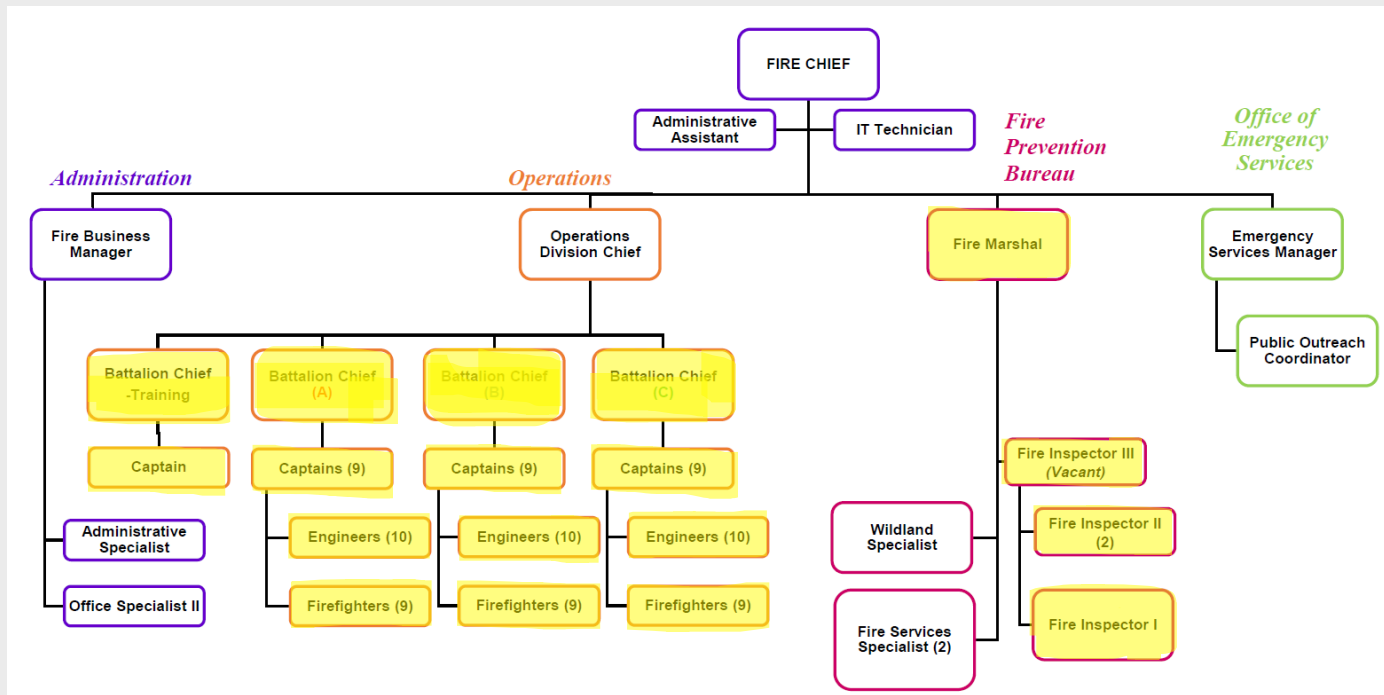 FIRE CHIEF
Administrative
Assistant
IT Technician
Fire
Prevention
Bureau
Office of
Emergency
Services
Administration
Operations
Fire Business
Manager
Operations
Division Chief
Fire Marshal
Emergency
Services Manager
Public Outreach
Coordinator
Battalion Chief
-Training
Battalion Chief
(A)
Battalion Chief
(B)
Battalion Chief
(C)
Captain
Captains (9)
Captains (9)
Captains (9)
Fire Inspector III
(Vacant)
Administrative
Specialist
Engineers (10)
Engineers (10)
Engineers (10)
Wildland
Specialist
Fire Inspector II
(2)
Office Specialist II
Firefighters (9)
Firefighters (9)
Firefighters (9)
Fire Services
Specialist (2)
Fire Inspector I